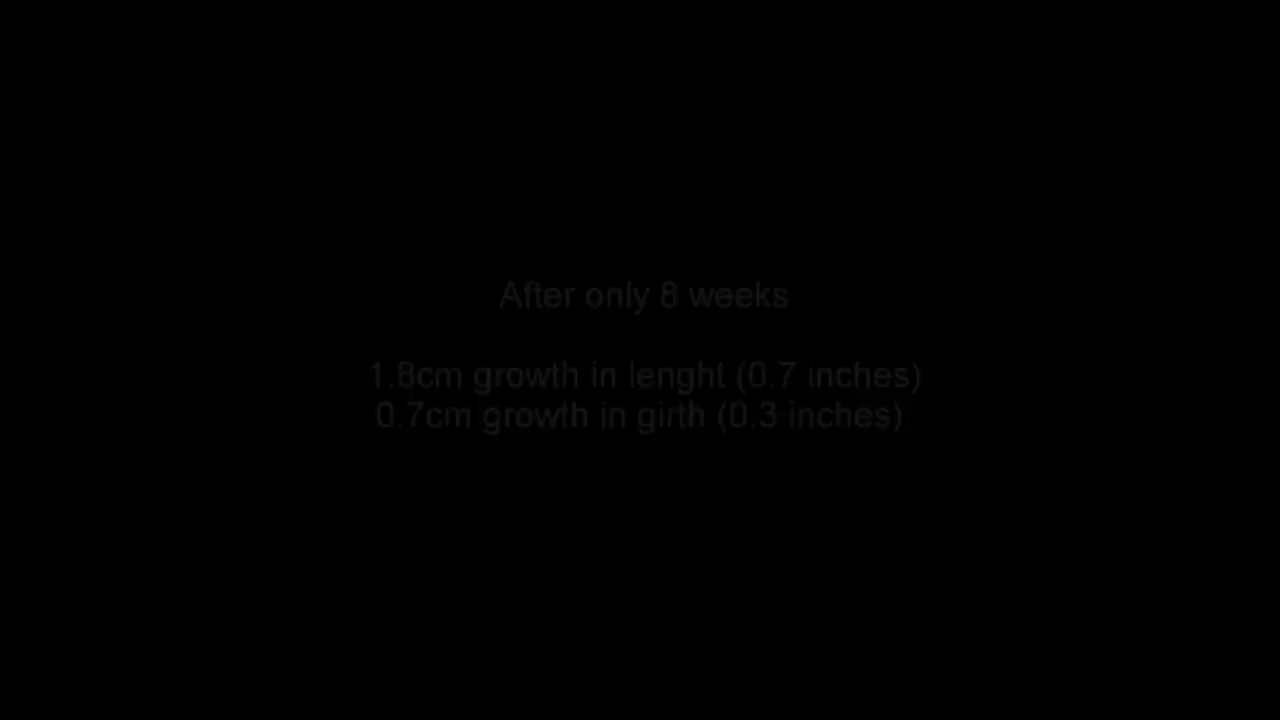 After only 8 weeks
1.8cm growth in lenght (0.7 inches)
0.7cm growth in girth (0.3 inches)